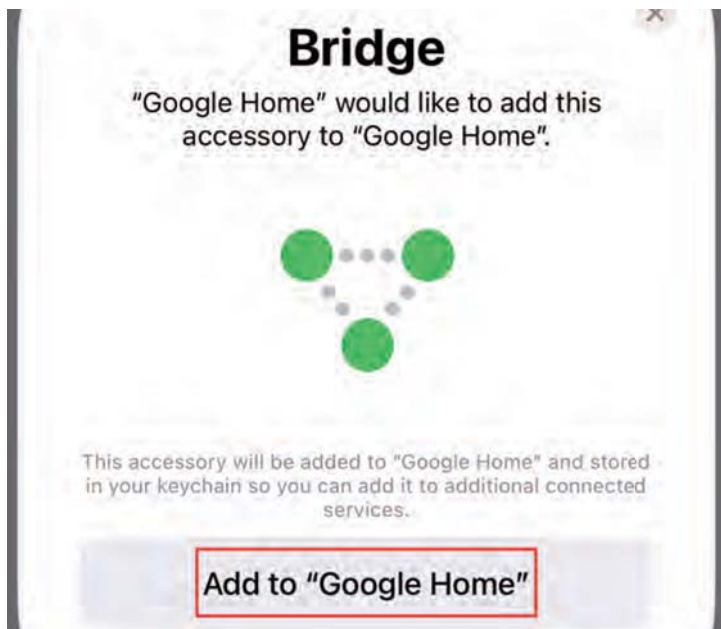 Bridge
“Google Home” would like to add this
accessory to “Google Home”.
This accessory will be added to “Google Home” and stored
in your keychain so you can add it to additional connected
services.
Add to “Google Home”